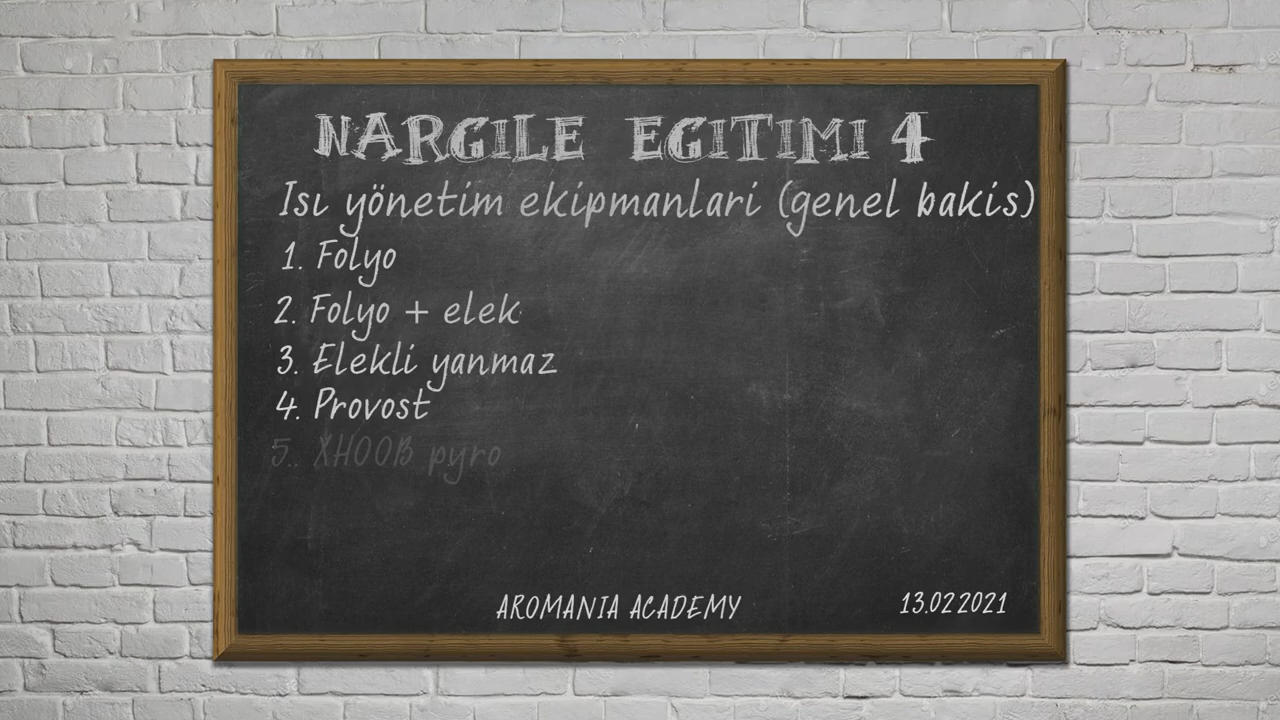 NARGILE EGITIMI 4
Isı yönetim ekipmanlari (genel bakis)
1. Folyo
2. Folyo + elek
3. Elekli yanmaz
4. Provost
5.. XHOOB pyro
AROMANIA ACADEMY
13.02.2021